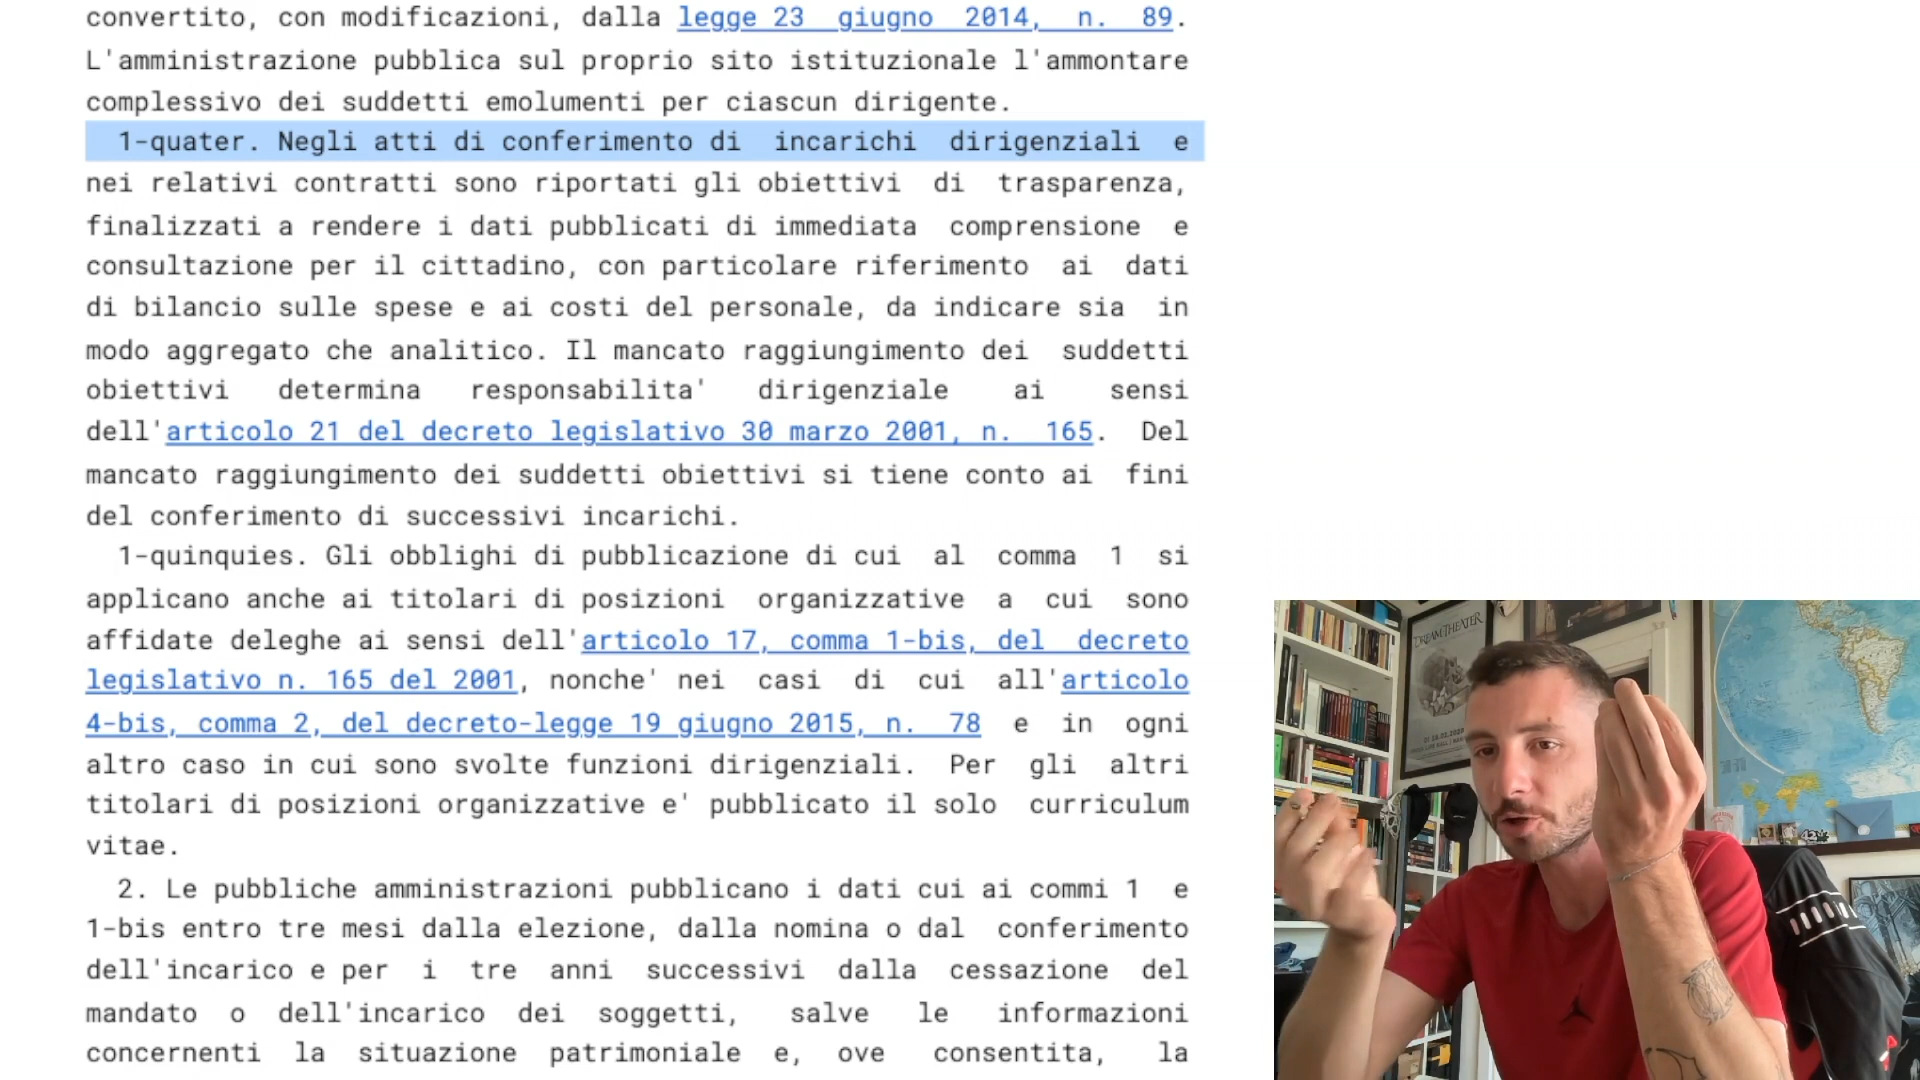 convertito, con modificazioni, dalla legge 23 giugno 2014, n. 89.
L'amministrazione pubblica sul proprio sito istituzionale l'ammontare
complessivo dei suddetti emolumenti per ciascun dirigente.
1-quater. Negli atti di conferimento di incarichi dirigenziali e
nei relativi contratti sono riportati gli obiettivi di trasparenza,
finalizzati a rendere i dati pubblicati di immediata comprensione e
consultazione per il cittadino, con particolare riferimento ai dati
di bilancio sulle spese e ai costi del personale, da indicare sia in
modo aggregato che analitico. Il mancato raggiungimento dei suddetti
obiettivi determina responsabilita' dirigenziale ai sensi
dell'articolo 21 del decreto legislativo 30 marzo 2001, n. 165. Del
mancato raggiungimento dei suddetti obiettivi si tiene conto ai fini
del conferimento di successivi incarichi.
1-quinquies. Gli obblighi di pubblicazione di cui al comma 1 si
applicano anche ai titolari di posizioni organizzative a cui sono
affidate deleghe ai sensi dell'articolo 17, comma 1-bis, del decreto
legislativo n. 165 del 2001, nonche' nei casi di cui all'articolo
4-bis, comma 2, del decreto-legge 19 giugno 2015, n. 78 e in ogni
altro caso in cui sono svolte funzioni dirigenziali. Per gli altri
titolari di posizioni organizzative e' pubblicato il solo curriculum
vitae.
2. Le pubbliche amministrazioni pubblicano i dati cui ai commi 1 e
1-bis entro tre mesi dalla elezione, dalla nomina o dal conferimento
dell'incarico e per i tre anni successivi dalla cessazione del
mandato o dell'incarico dei soggetti, salve le informazioni
concernenti la situazione patrimoniale e, ove consentita, la
DREAM THEATER